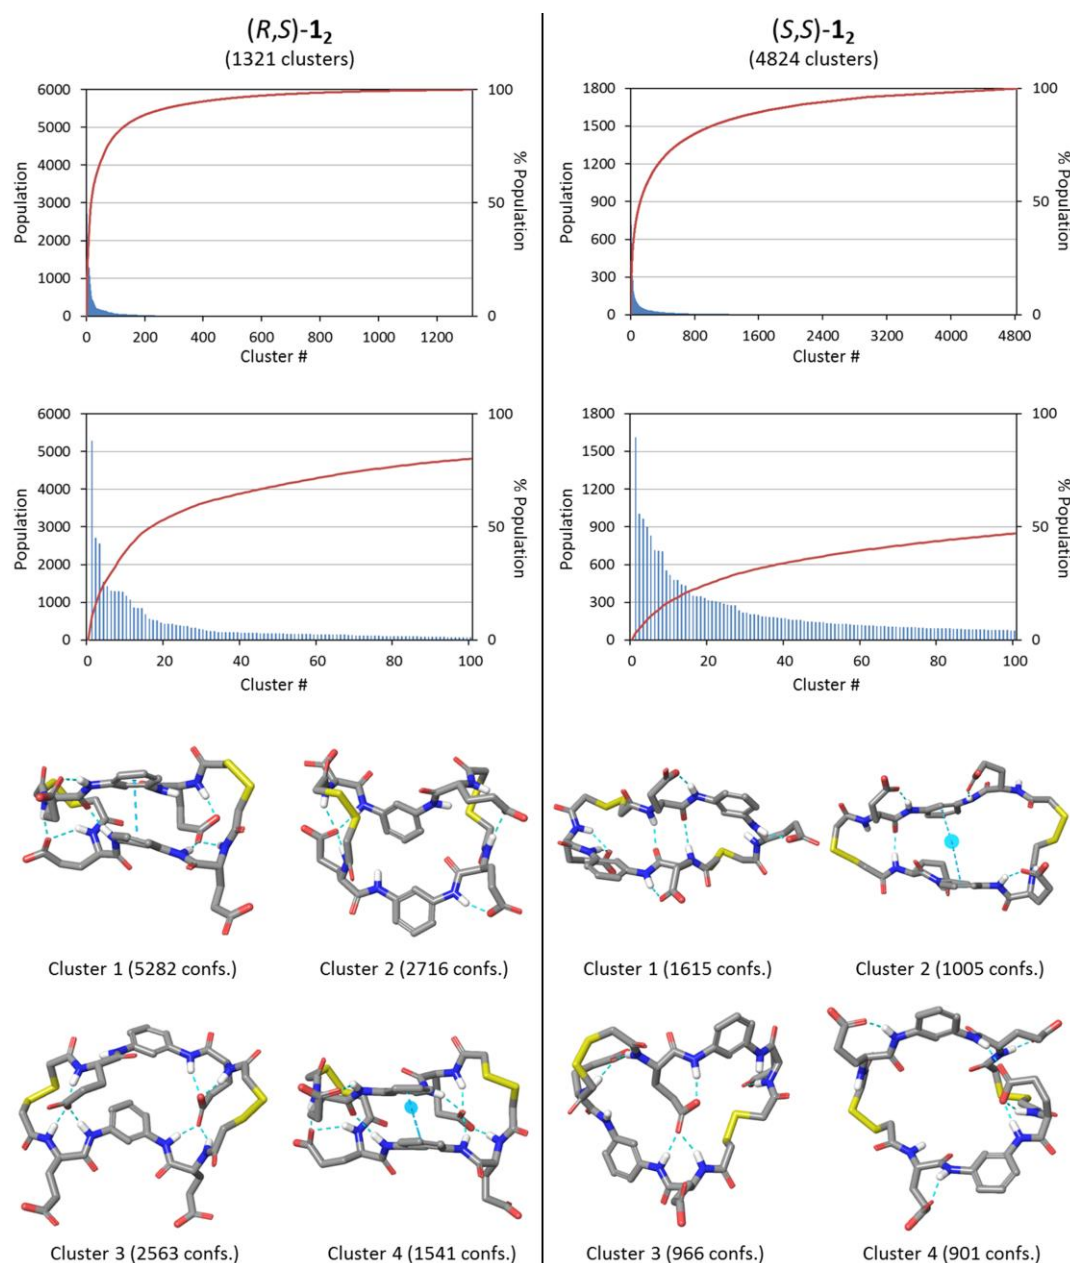 (R,S)-1₂
(1321 clusters)
6000
5000
4000
3000
2000
1000
0
Population
100
50
0
% Population
0
200
400
600
800
1000
1200
Cluster #
(S,S)-1₂
(4824 clusters)
1800
1500
1200
900
600
300
0
Population
100
50
0
% Population
0
800
1600
2400
3200
4000
4800
Cluster #
6000
5000
4000
3000
2000
1000
0
Population
100
50
0
% Population
0
20
40
60
80
100
Cluster #
1800
1500
1200
900
600
300
0
Population
100
50
0
% Population
0
20
40
60
80
100
Cluster #
Cluster 1 (5282 confs.)
Cluster 2 (2716 confs.)
Cluster 3 (2563 confs.)
Cluster 4 (1541 confs.)
Cluster 1 (1615 confs.)
Cluster 2 (1005 confs.)
Cluster 3 (966 confs.)
Cluster 4 (901 confs.)